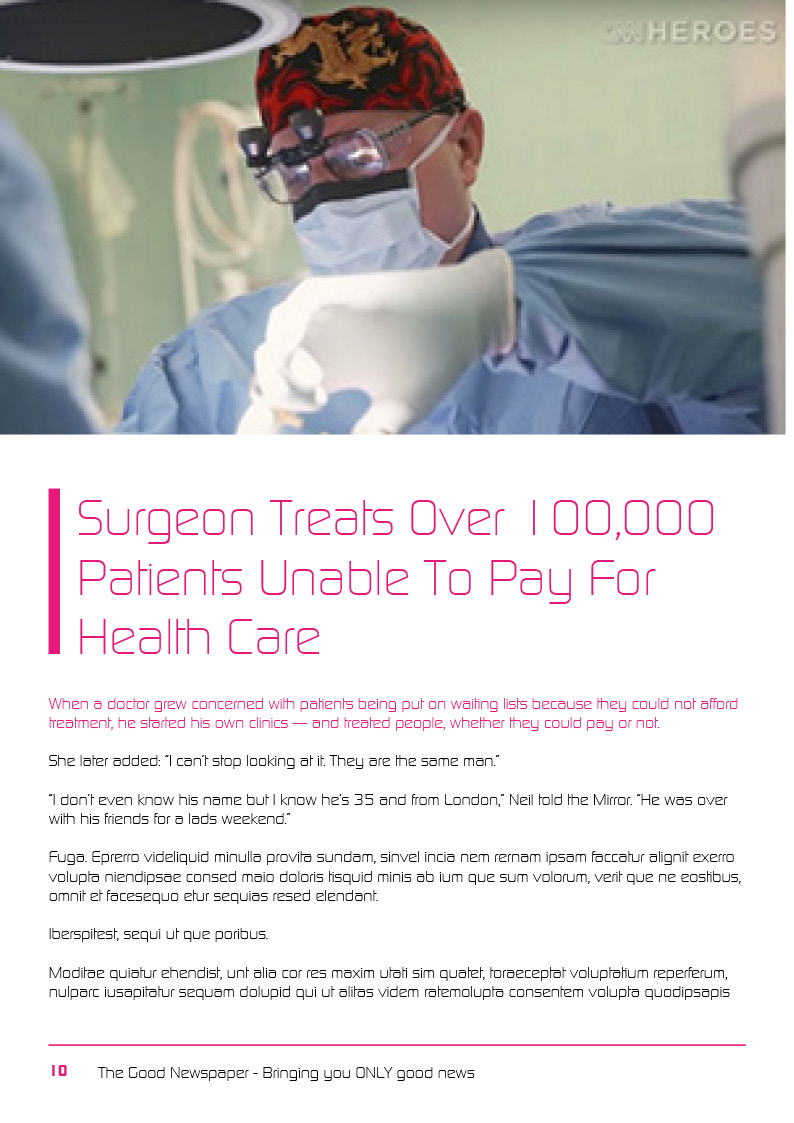 CNN HEROES
Surgeon Treats Over 100,000
Patients Unable To Pay For
Health Care
When a doctor grew concerned with patients being put on waiting lists because they could not afford
treatment, he started his own clinics — and treated people, whether they could pay or not.
She later added: “I can’t stop looking at it. They are the same man.”
“I don’t even know his name but I know he’s 35 and from London,” Neil told the Mirror. “He was over
with his friends for a lads weekend.”
Fuga. Eprerro videliquid minulla provita sundam, sinvel incia nem rernam ipsam faccatur alignit exerro
volupta niendipsae consed maio doloris tisquid minis ab ium que sum volorum, verit que ne eostibus,
omnit et facesequo etur sequias resed elendant.
Iberspitest, sequi ut que poribus.
Moditae quiatur ehendist, unt alia cor res maxim utati sim quatet, toraeceptat voluptatium reperferum,
nulparc iusapitatur sequam dolupid qui ut alitas videm ratemolupta consentem volupta quodipsapis
10 The Good Newspaper - Bringing you ONLY good news